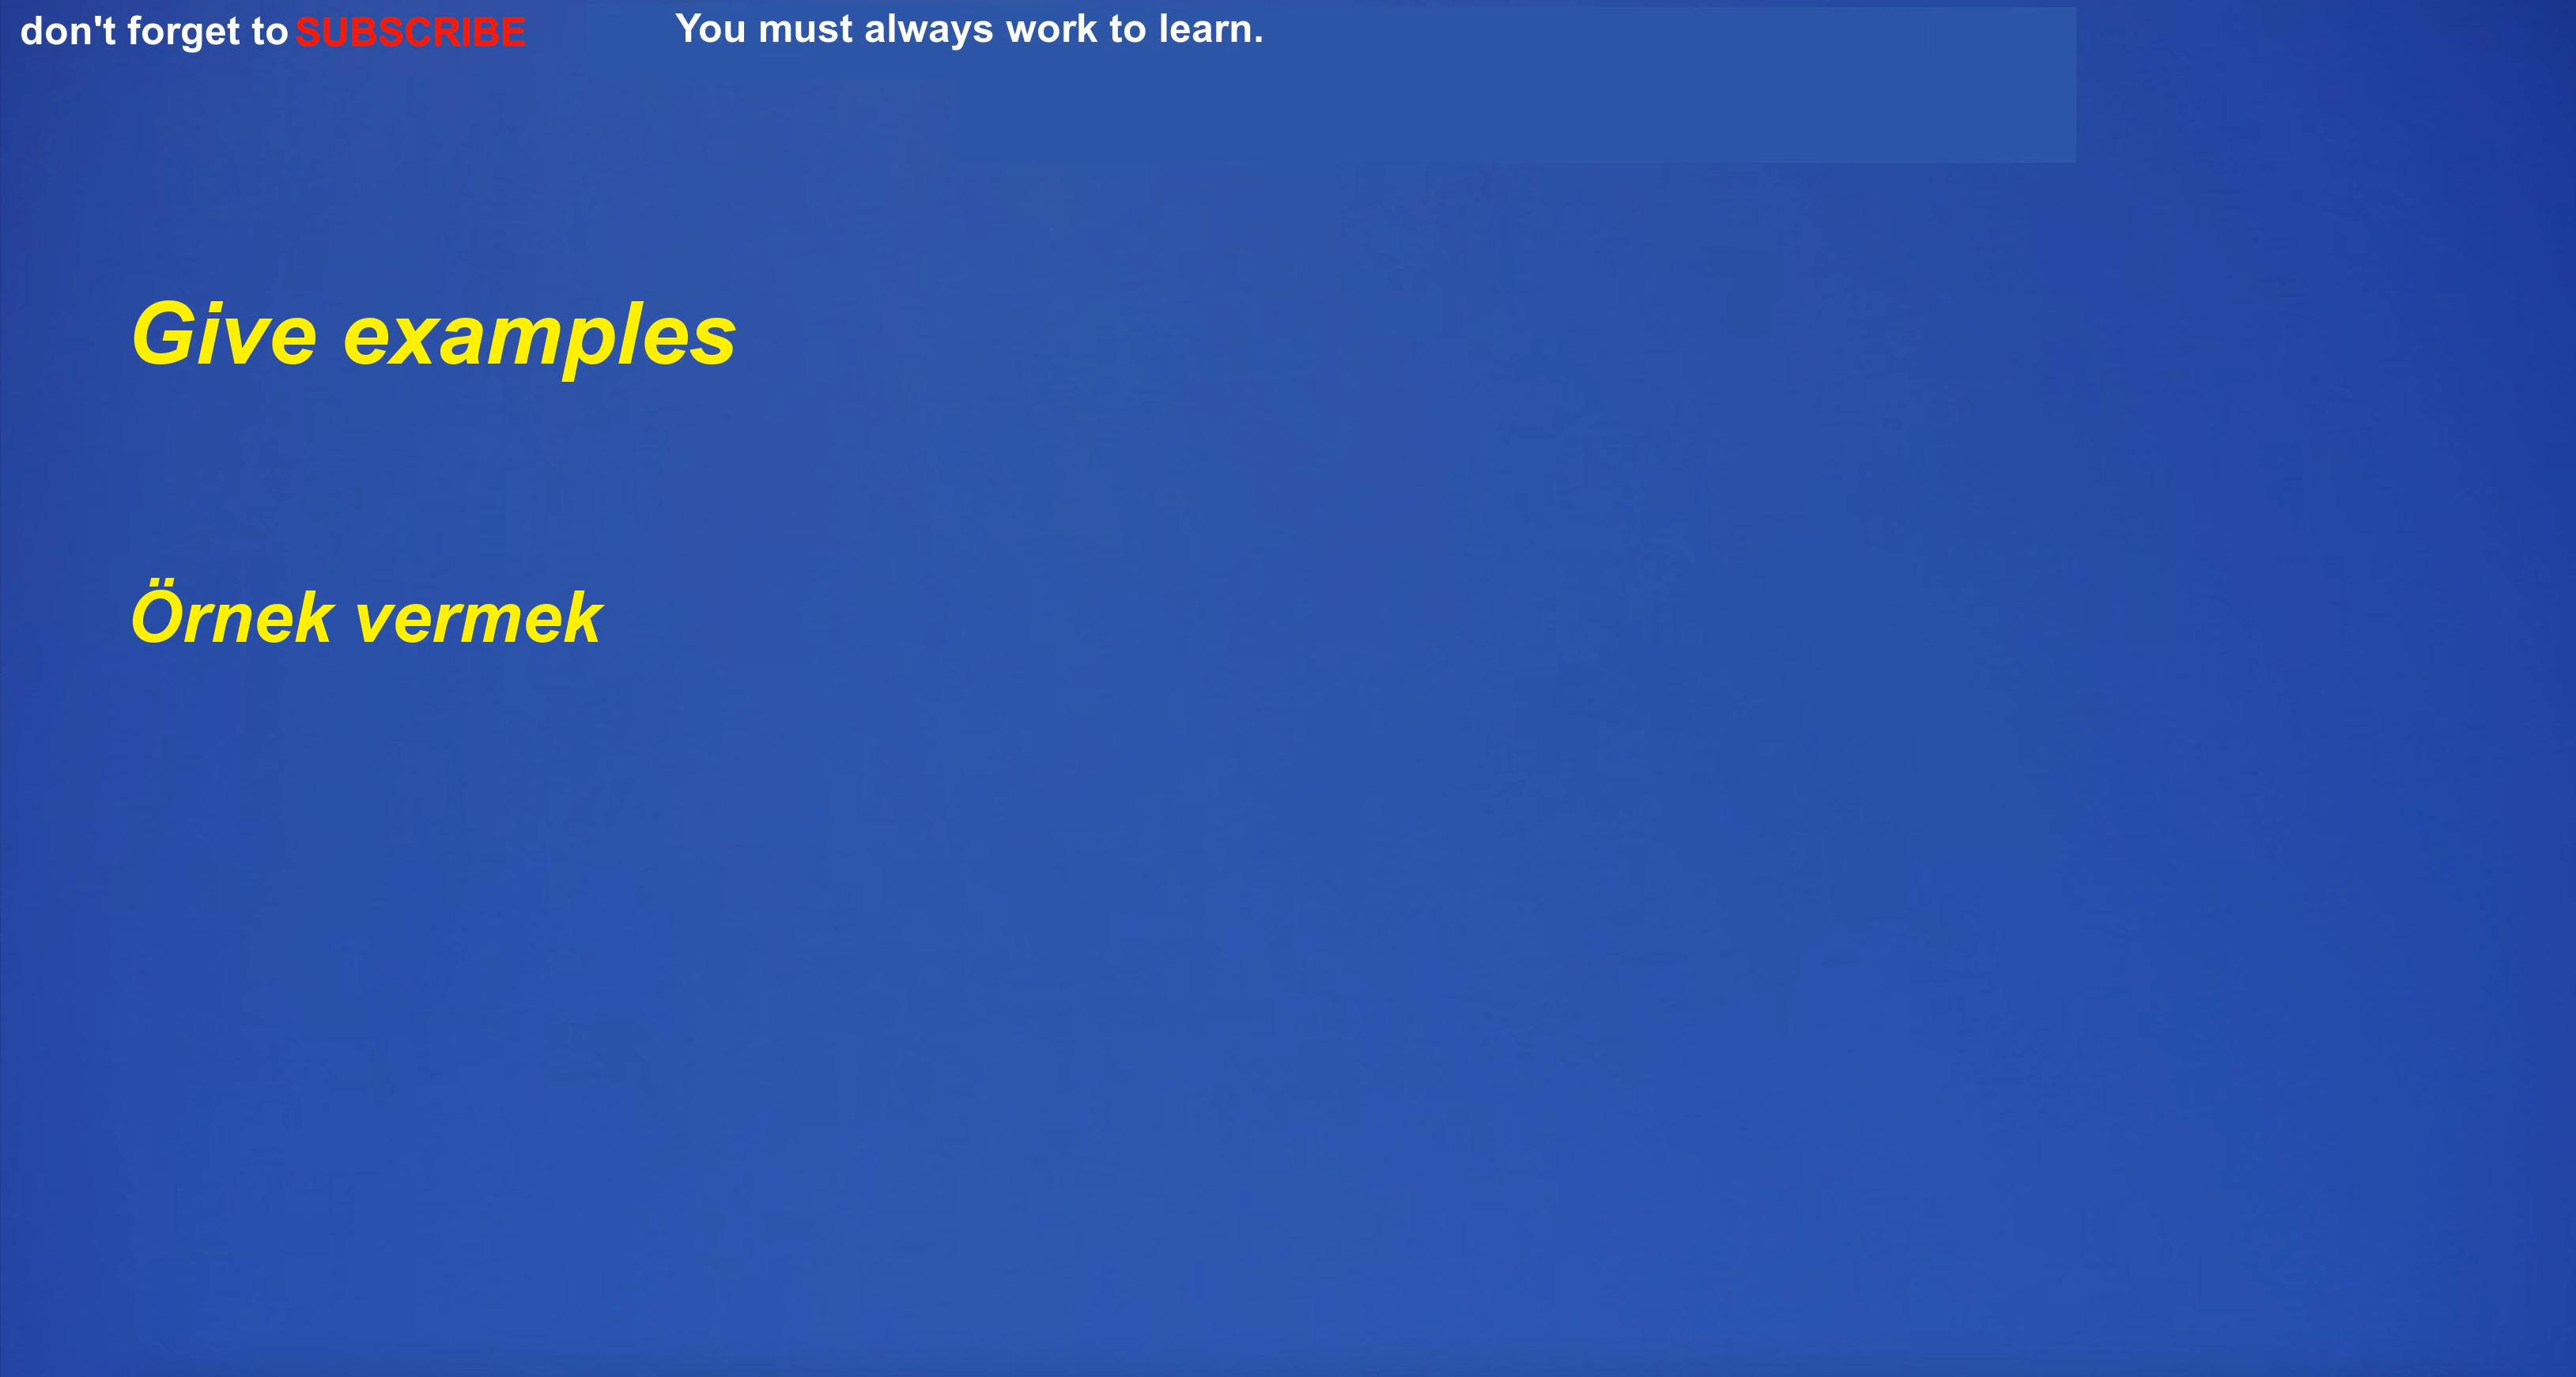 don't forget to SUBSCRIBE
You must always work to learn.
Give examples
Örnek vermek